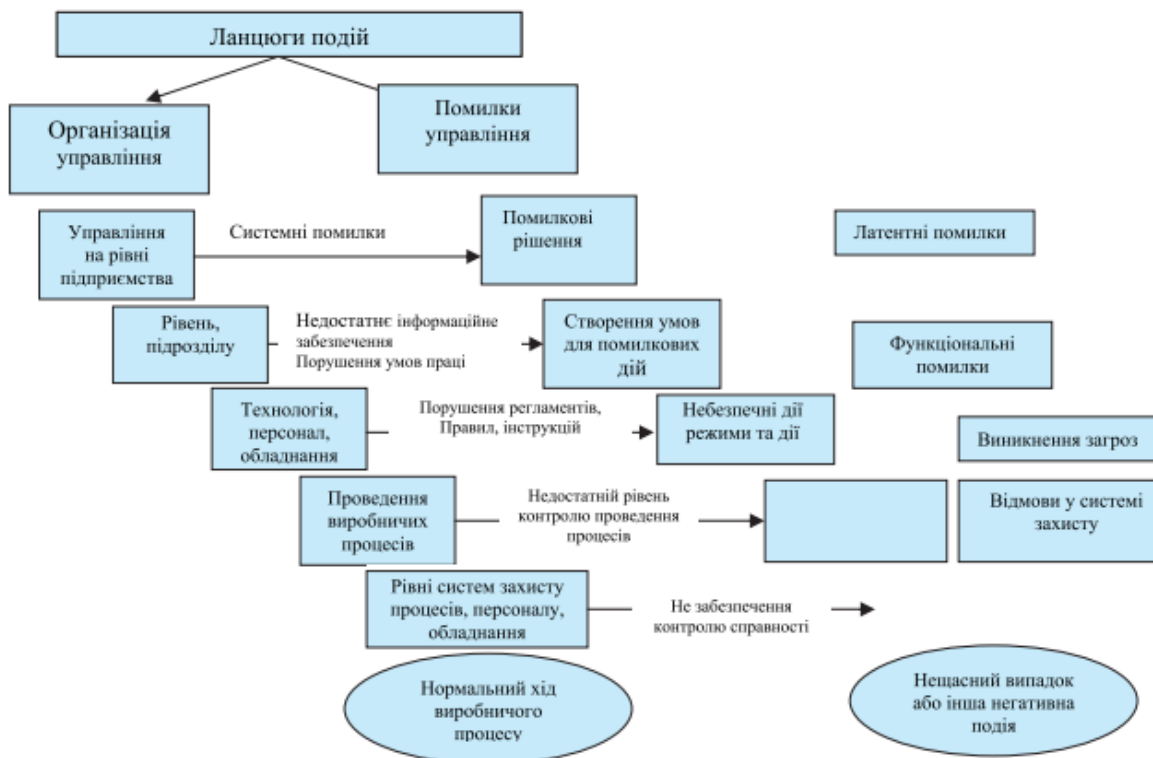 Ланцюги подій
Організація
управління
Помилки
управління
Управління
на рівні
підприємства
Системні помилки
Помилкові
рішення
Латентні помилки
Рівень,
підрозділу
Недостатнє інформаційне
забезпечення
Порушення умов праці
Створення умов
для помилкових
дій
Функціональні
помилки
Технологія,
персонал,
обладнання
Порушення регламентів,
Правил, інструкцій
Небезпечні дії
режими та дії
Виникнення загроз
Проведення
виробничих
процесів
Недостатній рівень
контролю проведення
процесів
Відмови у системі
захисту
Рівні систем захисту
процесів, персоналу,
обладнання
Не забезпечення
контролю справності
Нормальний хід
виробничого
процесу
Нещасний випадок
або інша негативна
подія